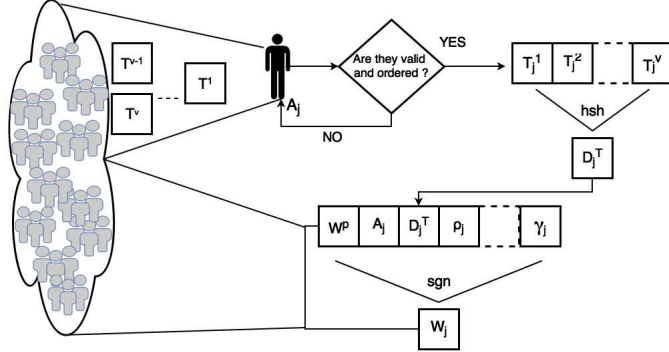 T^{v-1}
T^{v}
T^{1}
A_j
Are they valid
and ordered ?
YES
NO
T_j^{1} T_j^{2} T_j^{v}
hsh
D_j^{T}
W^{p} A_j D_j^{T} ρ_j γ_j
sgn
W_j